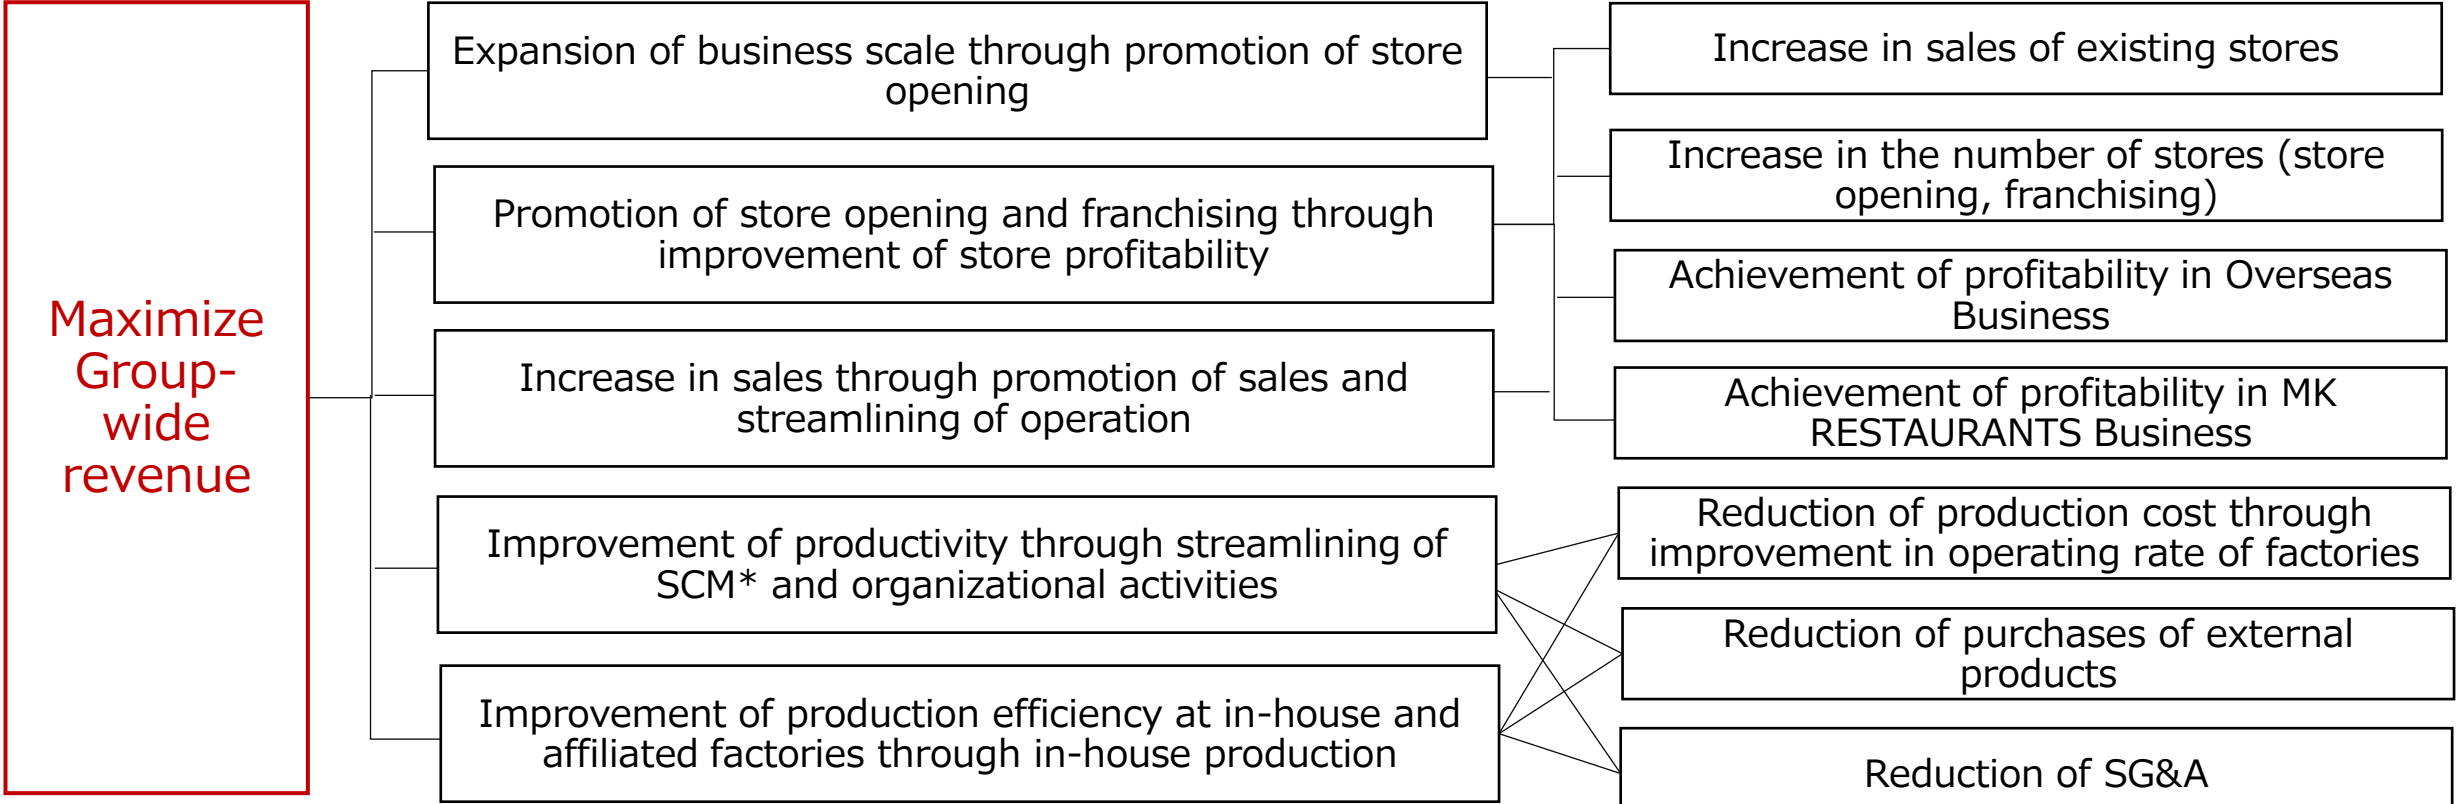 Maximize
Group-
wide
revenue
Expansion of business scale through promotion of store
opening
Promotion of store opening and franchising through
improvement of store profitability
Increase in sales through promotion of sales and
streamlining of operation
Improvement of productivity through streamlining of
SCM* and organizational activities
Improvement of production efficiency at in-house and
affiliated factories through in-house production
Increase in sales of existing stores
Increase in the number of stores (store
opening, franchising)
Achievement of profitability in Overseas
Business
Achievement of profitability in MK
RESTAURANTS Business
Reduction of production cost through
improvement in operating rate of factories
Reduction of purchases of external
products
Reduction of SG&A